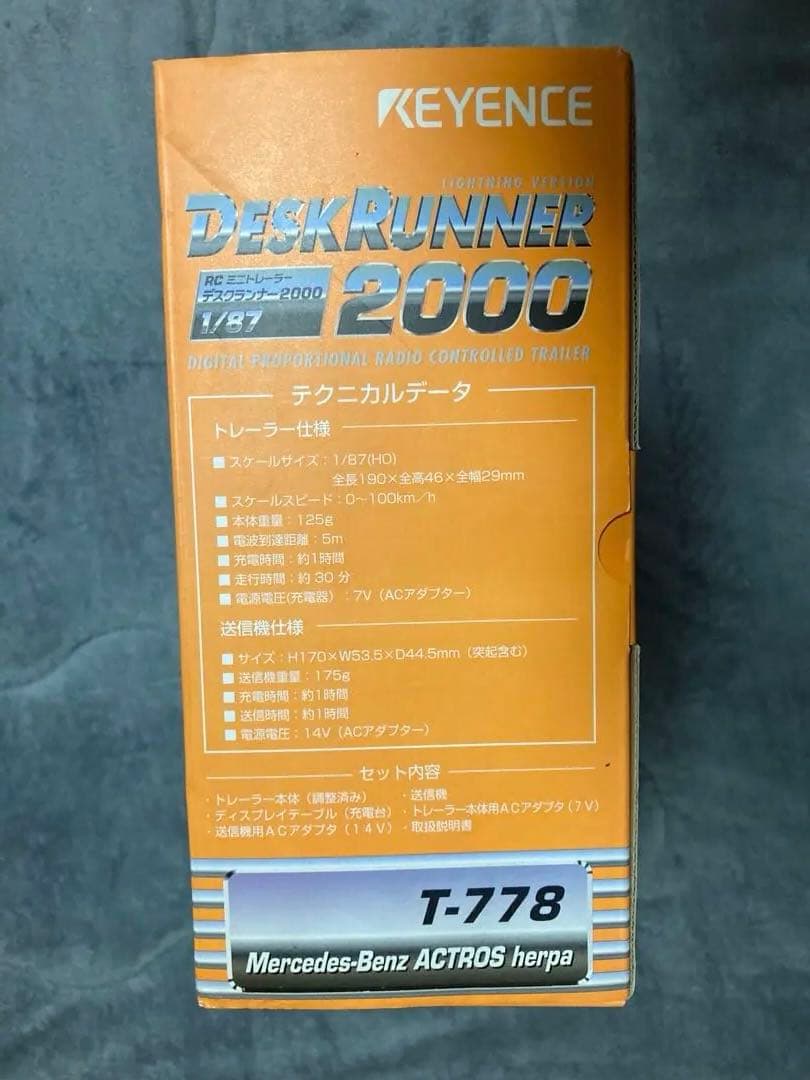 KEYENCE
LIGHTNING VERSION
DESKRUNNER
RC ミニトレーラー
デスクランナー2000
1/87
2000
DIGITAL PROPORTIONAL RADIO CONTROLLED TRAILER
テクニカルデータ
トレーラー仕様
■ スケールサイズ：1/87(HO)
全長190×全高46×全幅29mm
■ スケールスピード：0～100km／h
■ 本体重量：125g
■ 電波到達距離：5m
■ 充電時間：約1時間
■ 走行時間：約 30 分
■ 電源電圧(充電器）：7V（ACアダプター）
送信機仕様
■ サイズ：H170×W53.5×D44.5mm（突起含む）
■ 送信機重量：175g
■ 充電時間：約1時間
■ 送信時間：約1時間
■ 電源電圧：14V（ACアダプター）
セット内容
・トレーラー本体（調整済み） ・送信機
・ディスプレイテーブル（充電台） ・トレーラー本体用ACアダプタ（7V）
・送信機用ACアダプタ（14V） ・取扱説明書
T-778
Mercedes-Benz ACTROS herpa